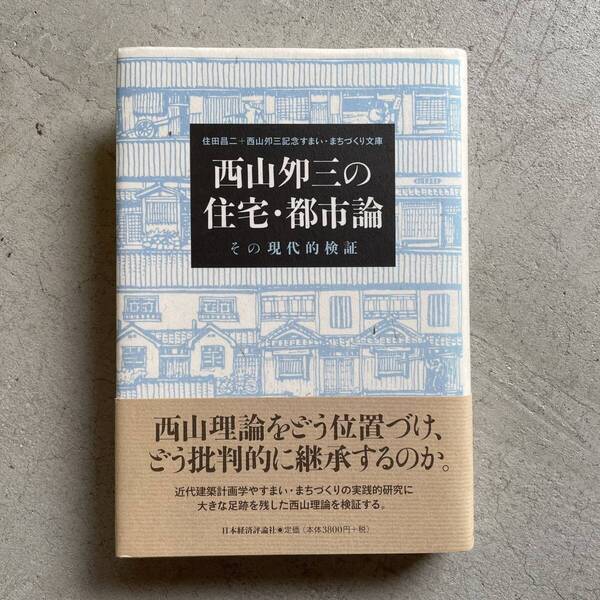 住田昌二+西山夘三記念すまい・まちづくり文庫
西山夘三の
住宅・都市論
その現代的検証
西山理論をどう位置づけ、
どう批判的に継承するのか。
近代建築計画学やすまい・まちづくりの実践的研究に
大きな足跡を残した西山理論を検証する。
日本経済評論社◉定価(本体3800円+税)